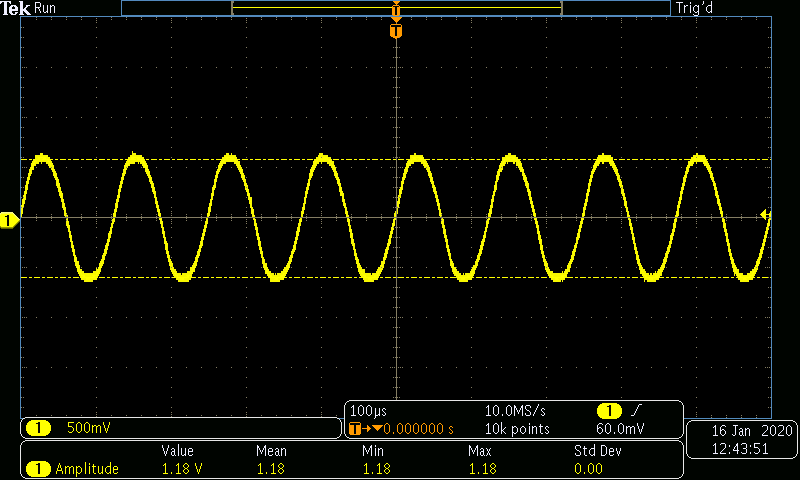 Tek Run Trig'd
T
T
1
100µs 10.0MS/s 1
1 500mV T→▼0.000000 s 10k points 60.0mV
16 Jan 2020
12:43:51
Value Mean Min Max Std Dev
1 Amplitude 1.18 V 1.18 1.18 1.18 0.00